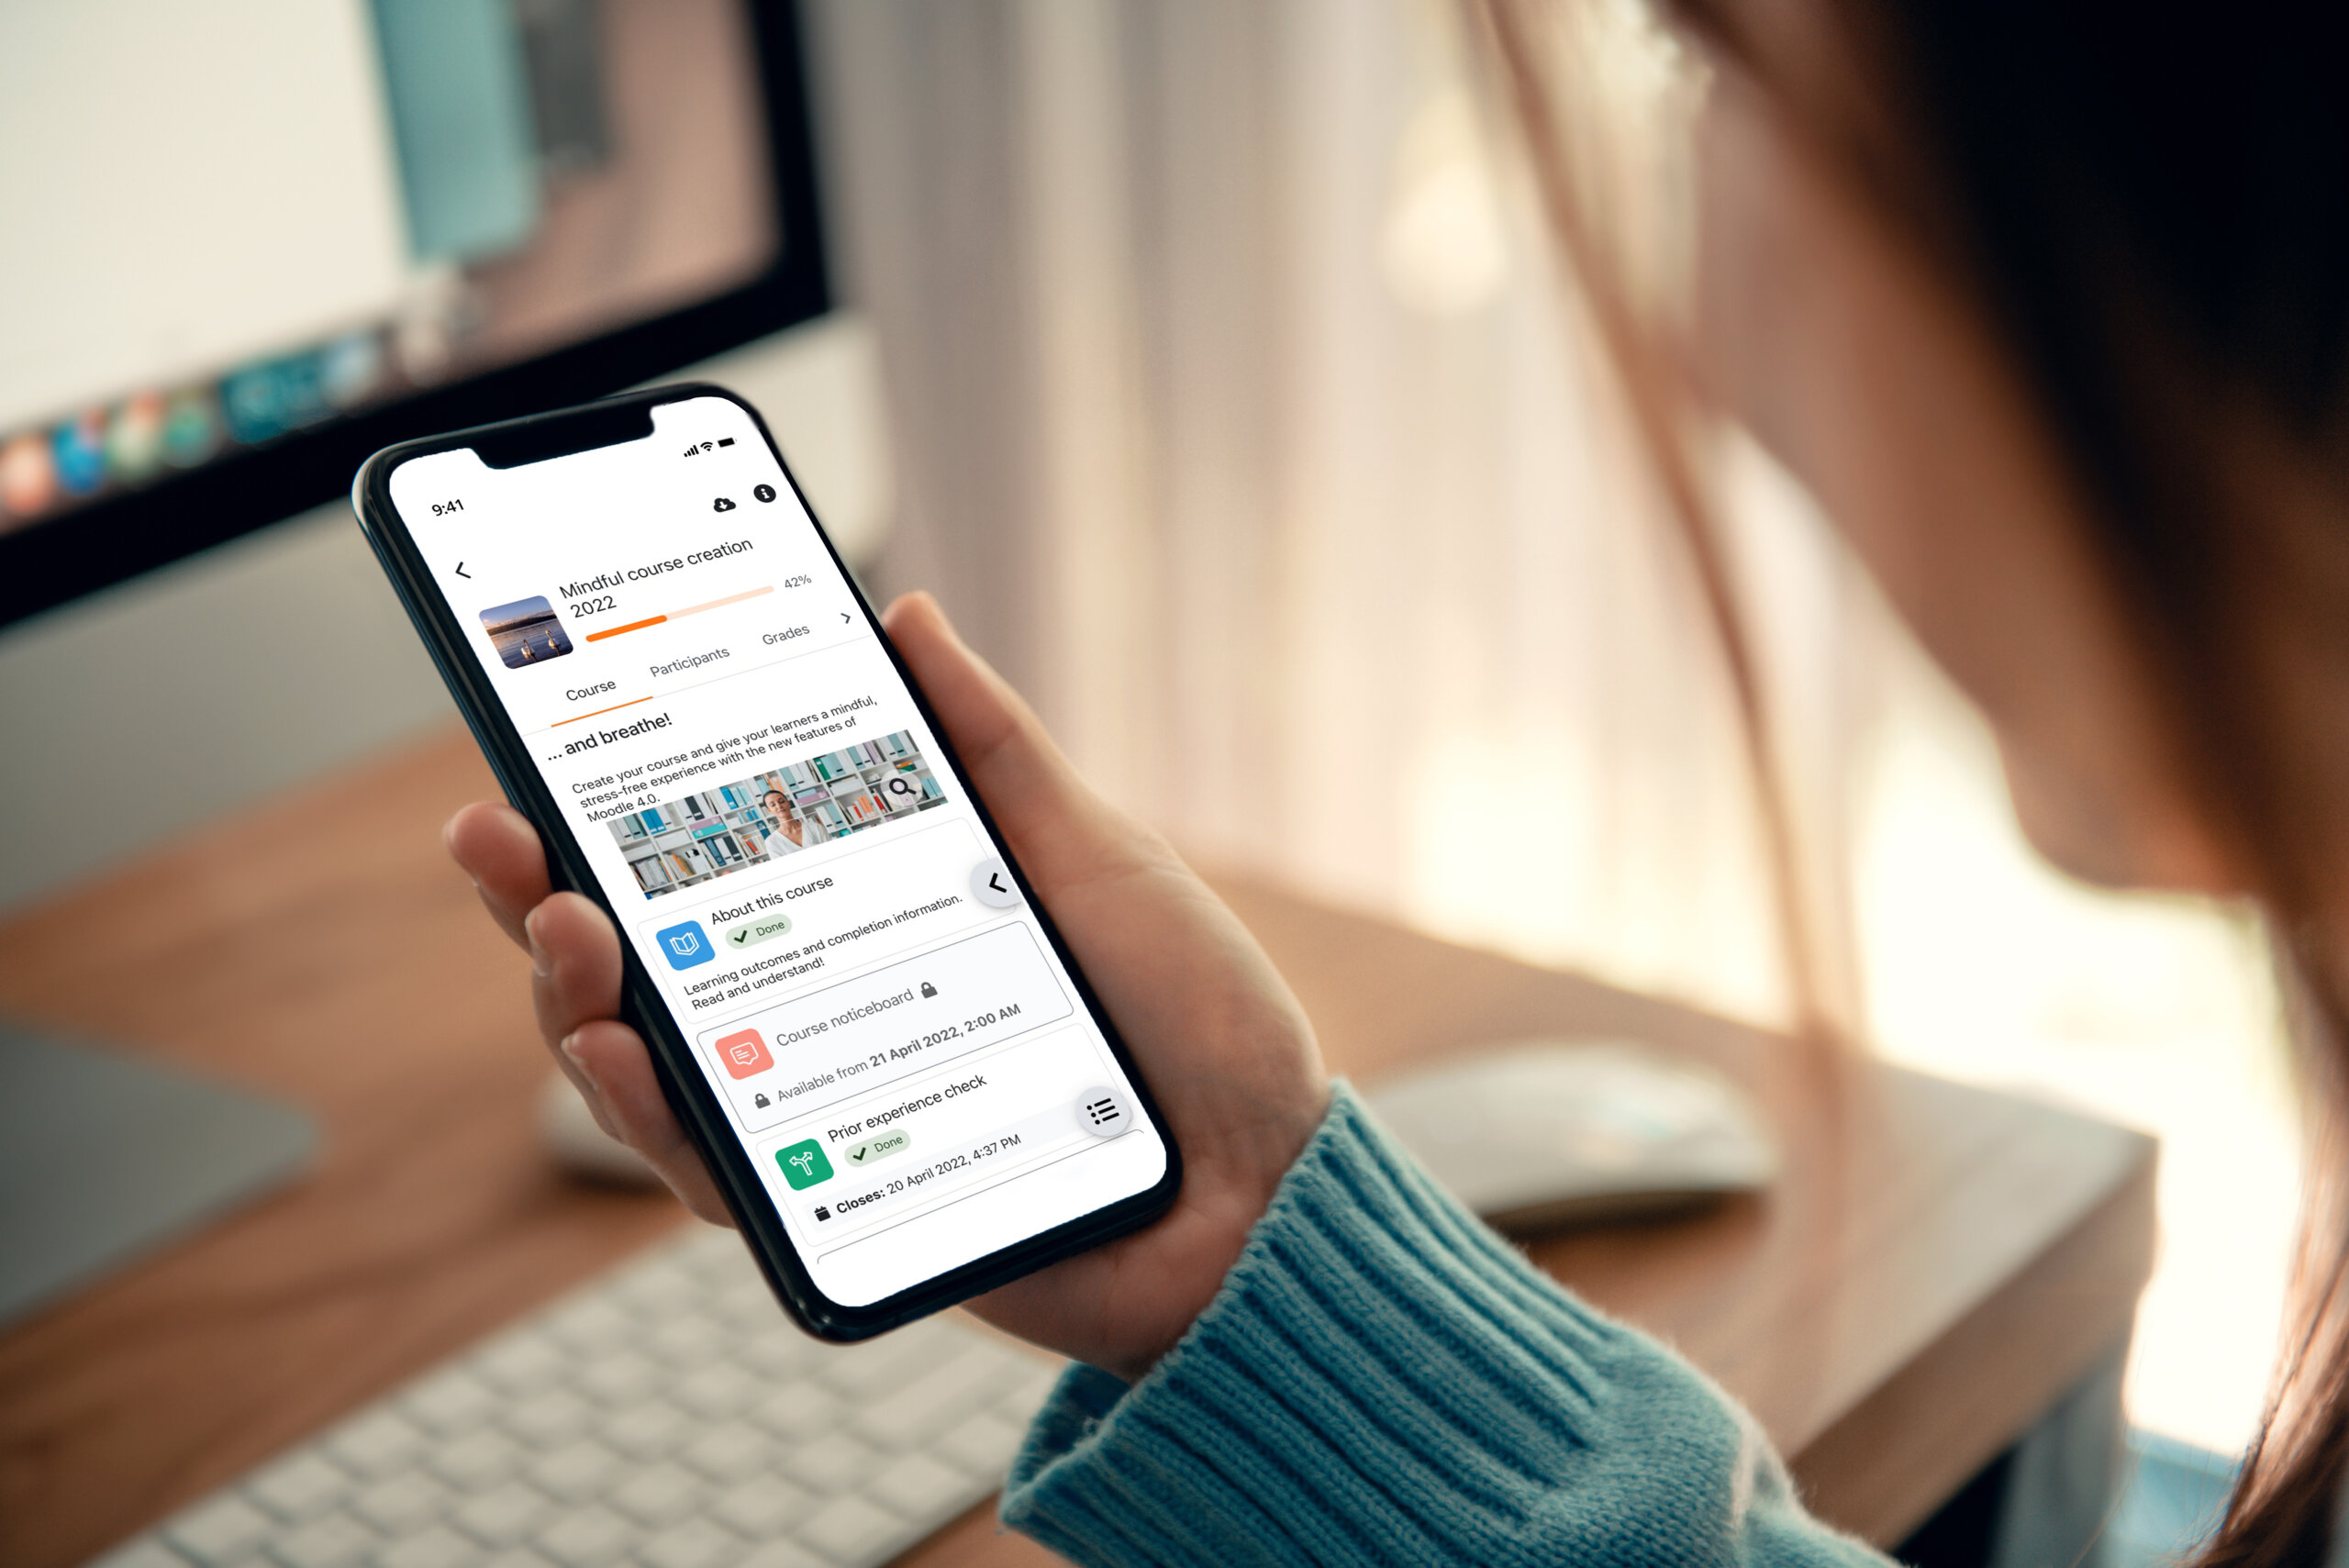 9:41
Mindful course creation
2022
42%
Course Participants Grades
... and breathe!
Create your course and give your learners a mindful,
stress-free experience with the new features of
Moodle 4.0.
About this course
Done
Learning outcomes and completion information.
Read and understand!
Course noticeboard
Available from 21 April 2022, 2:00 AM
Prior experience check
Done
Closes: 20 April 2022, 4:37 PM